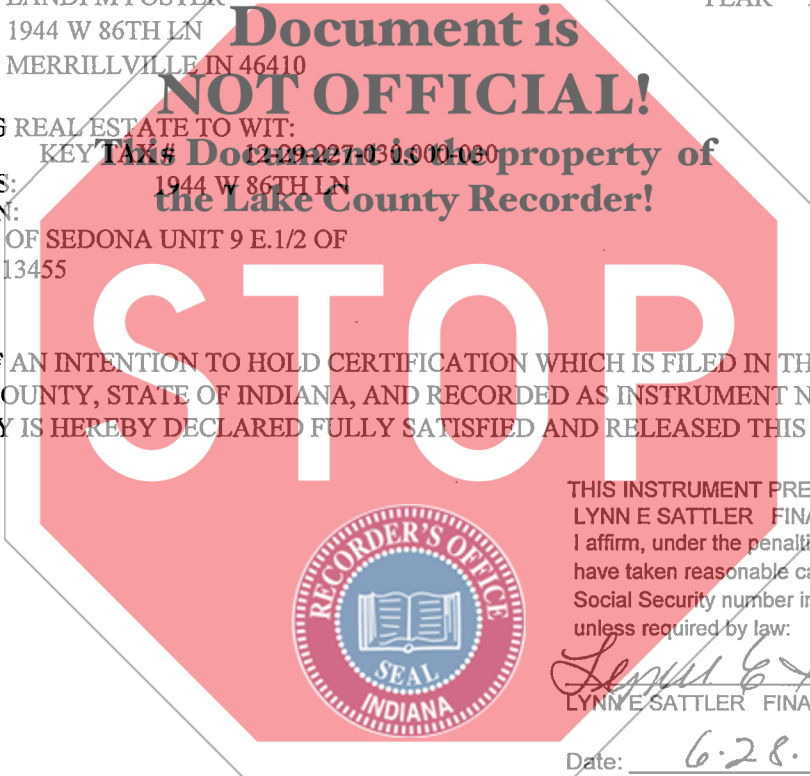 1944 W 86TH LN
MERRILLVILLE IN 46410
Document is
NOT OFFICIAL!
REAL ESTATE TO WIT:
KEY TAX #
This Document is the property of
1944 W 86TH LN
the Lake County Recorder!
OF SEDONA UNIT 9 E.1/2 OF
13455
STOP
AN INTENTION TO HOLD CERTIFICATION WHICH IS FILED IN TH
OUNTY, STATE OF INDIANA, AND RECORDED AS INSTRUMENT N
Y IS HEREBY DECLARED FULLY SATISFIED AND RELEASED THIS
THIS INSTRUMENT PRE
LYNN E SATTLER FINA
I affirm, under the penalti
have taken reasonable ca
Social Security number in
unless required by law:
LYNN E SATTLER FINA
Date: 6.28.
RECORDER'S OFFICE
SEAL
INDIANA